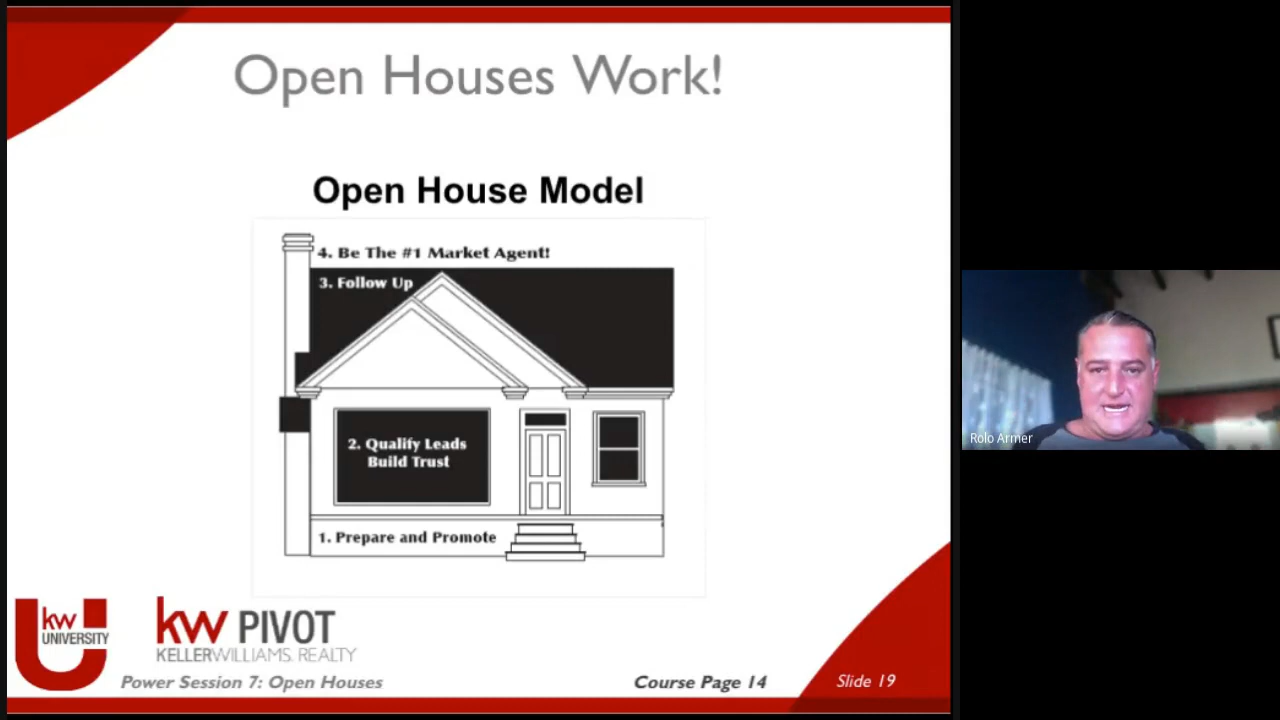 Open Houses Work!
Open House Model
4. Be The #1 Market Agent!
3. Follow Up
2. Qualify Leads
Build Trust
1. Prepare and Promote
kw
UNIVERSITY
kw PIVOT
KELLERWILLIAMS. REALTY
Power Session 7: Open Houses
Course Page 14
Slide 19
Rolo Armer